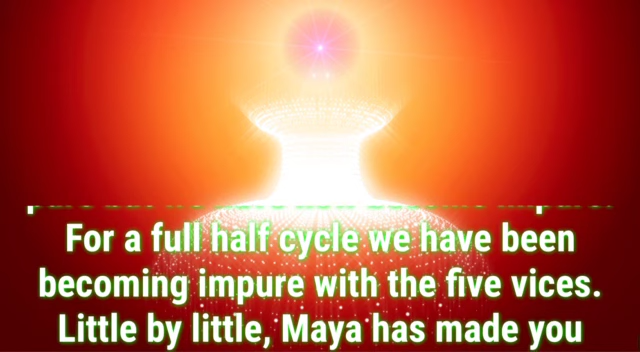 For a full half cycle we have been
becoming impure with the five vices.
Little by little, Maya has made you